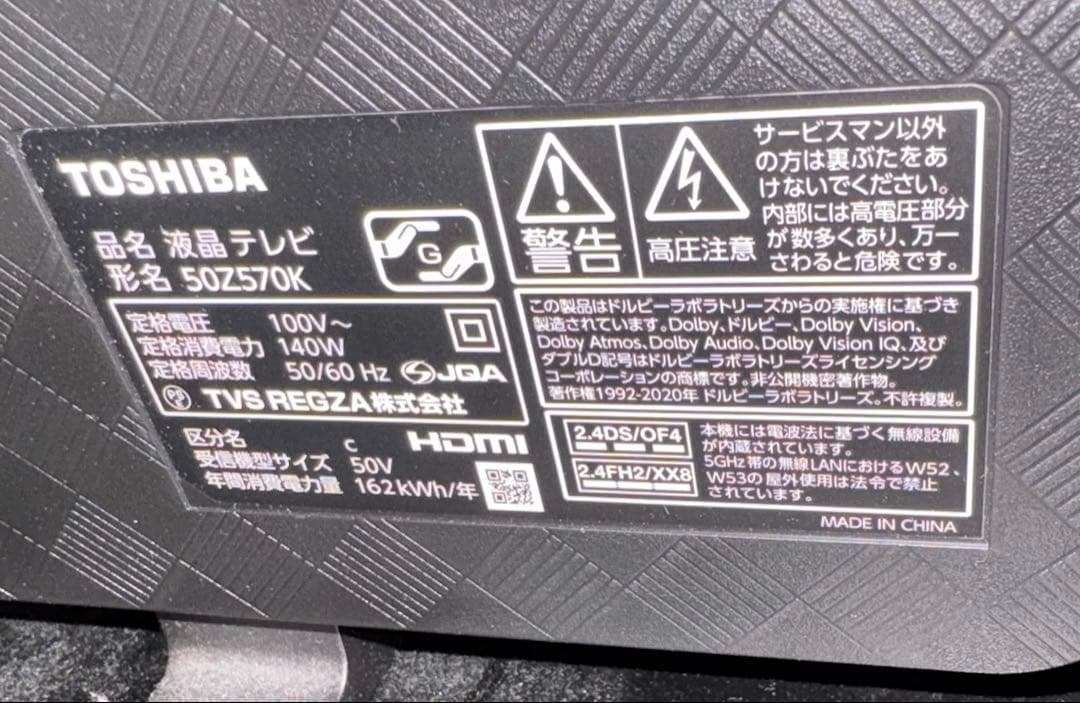 TOSHIBA
品名 液晶テレビ
形名 50Z570K
G
定格電圧 100V～
定格消費電力 140W
定格周波数 50/60 Hz JQA
PS E TVS REGZA株式会社
区分名 C HDMI
受信機型サイズ 50V
年間消費電力量 162kWh/年
警告
高圧注意
サービスマン以外
の方は裏ぶたをあ
けないでください。
内部には高電圧部分
が数多くあり、万一
さわると危険です。
この製品はドルビーラボラトリーズからの実施権に基づき
製造されています。Dolby、ドルビー、Dolby Vision、
Dolby Atmos、Dolby Audio、Dolby Vision IQ、及び
ダブルD記号はドルビーラボラトリーズライセンシング
コーポレーションの商標です。非公開機密著作物。
著作権1992-2020年 ドルビーラボラトリーズ。不許複製。
2.4DS/OF4
2.4FH2/XX8
本機には電波法に基づく無線設備
が内蔵されています。
5GHz帯の無線LANにおけるW52、
W53の屋外使用は法令で禁止
されています。
MADE IN CHINA